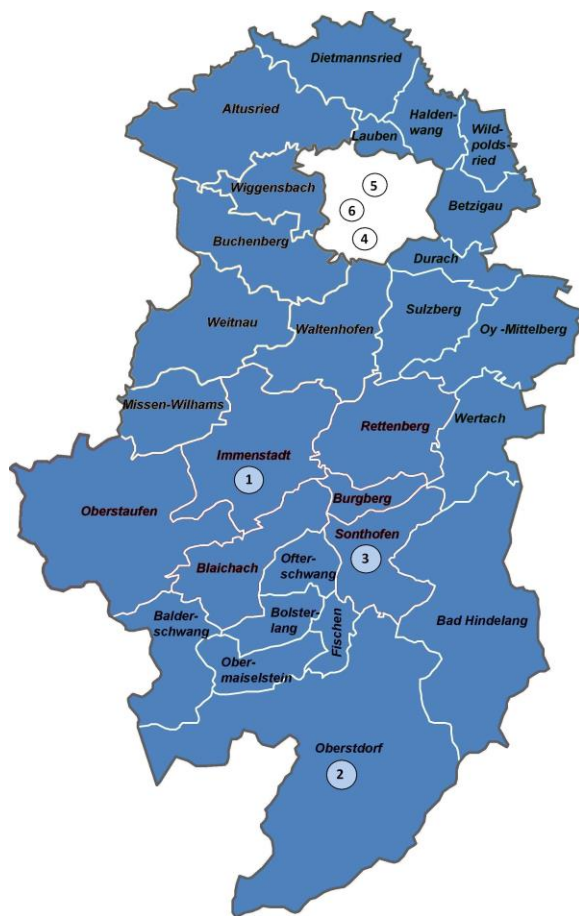 Dietmannsried
Altusried
Halden-
wang
Lauben
Wild-
polds-
ried
Wiggensbach
5
6
Betzigau
4
Buchenberg
Durach
Sulzberg
Weitnau
Waltenhofen
Oy -Mittelberg
Missen-Wilhams
Wertach
Rettenberg
Immenstadt
1
Burgberg
Oberstaufen
Sonthofen
3
Ofter-
schwang
Blaichach
Balder-
schwang
Bolster-
lang
Fischen
Bad Hindelang
Ober-
maiselstein
Oberstdorf
2